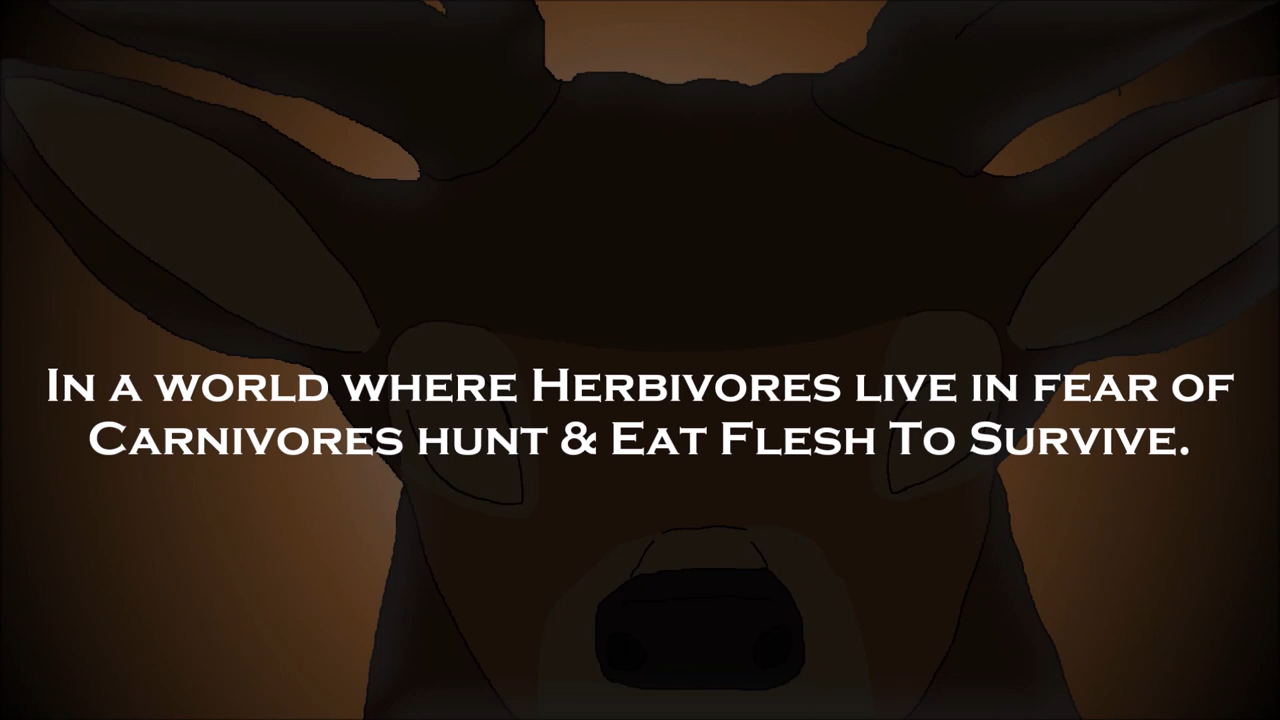 In a world where Herbivores live in fear of
Carnivores hunt & Eat Flesh To Survive.